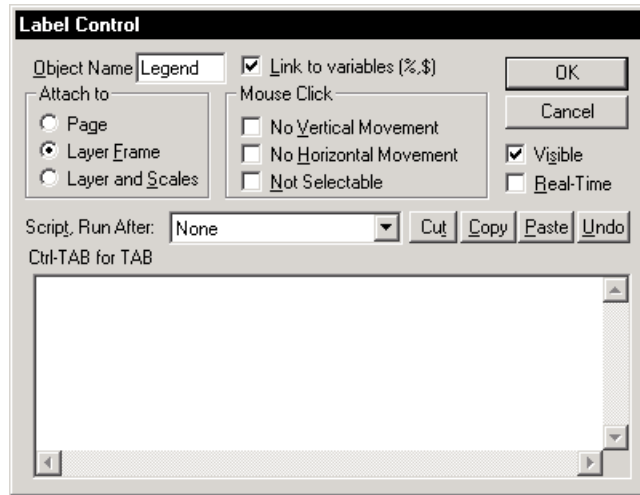 Label Control
Object Name Legend
Link to variables (%,$)
OK
Cancel
Attach to
Page
Layer Frame
Layer and Scales
Mouse Click
No Vertical Movement
No Horizontal Movement
Not Selectable
Visible
Real-Time
Script, Run After: None Cut Copy Paste Undo
Ctrl-TAB for TAB